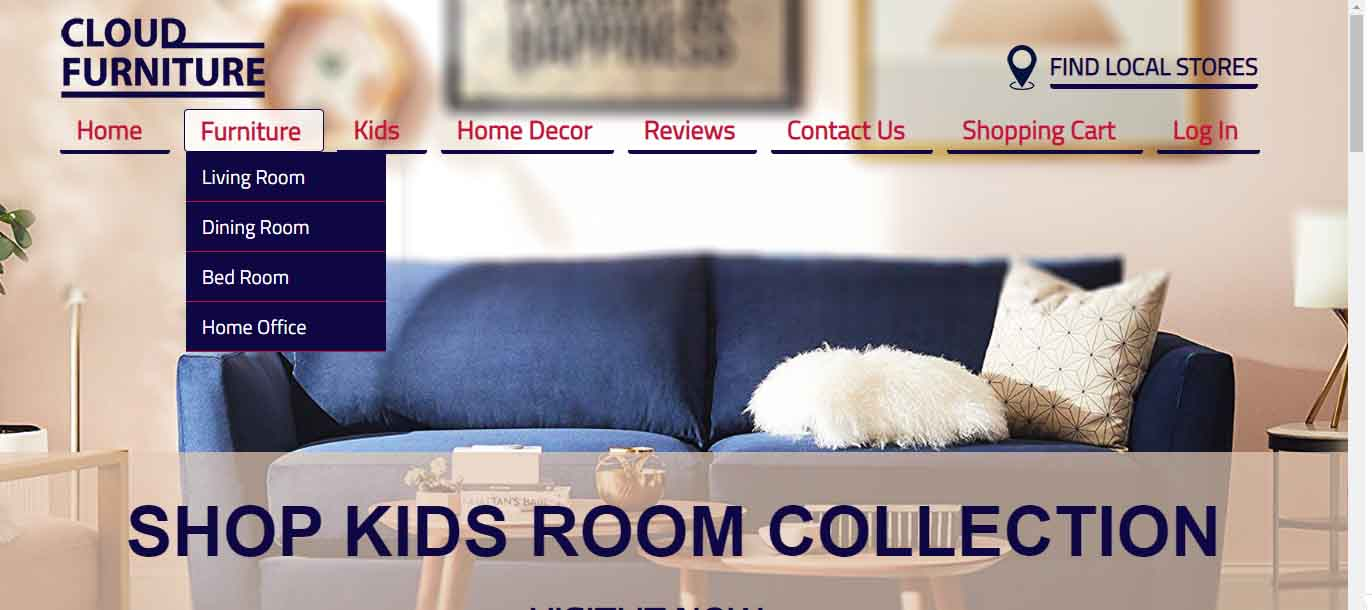 CLOUD
FURNITURE
FIND LOCAL STORES
Home Furniture Kids Home Decor Reviews Contact Us Shopping Cart Log In
Living Room
Dining Room
Bed Room
Home Office
HAPPINESS
SHOP KIDS ROOM COLLECTION